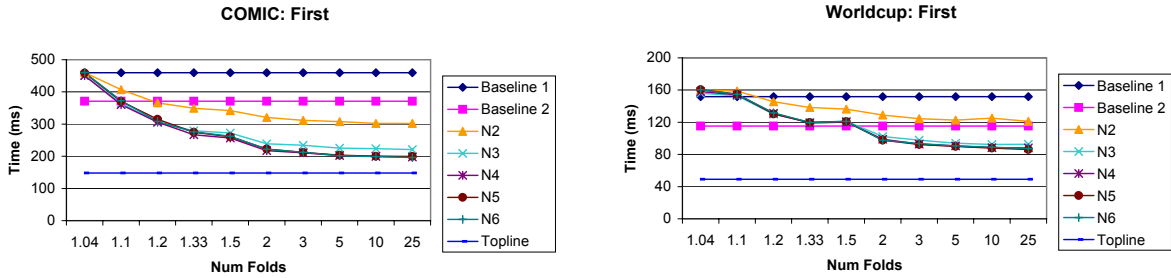 COMIC: First
500
400
300
200
100
0
Time (ms)
1.04 1.1 1.2 1.33 1.5 2 3 5 10 25
Num Folds
Baseline 1
Baseline 2
N2
N3
N4
N5
N6
Topline
Worldcup: First
200
160
120
80
40
0
Time (ms)
1.04 1.1 1.2 1.33 1.5 2 3 5 10 25
Num Folds
Baseline 1
Baseline 2
N2
N3
N4
N5
N6
Topline